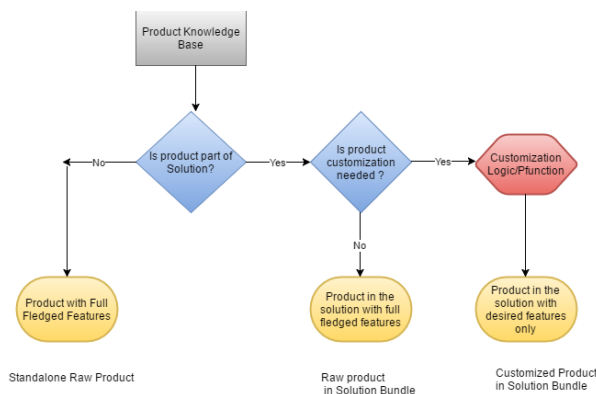 Product Knowledge
Base
Is product part of
Solution?
No
Yes
Is product
customization
needed ?
Yes
No
Customization
Logic/Pfunction
Product with Full
Fledged Features
Product in the
solution with full
fledged features
Product in the
solution with
desired features
only
Standalone Raw Product
Raw product
in Solution Bundle
Customized Product
in Solution Bundle